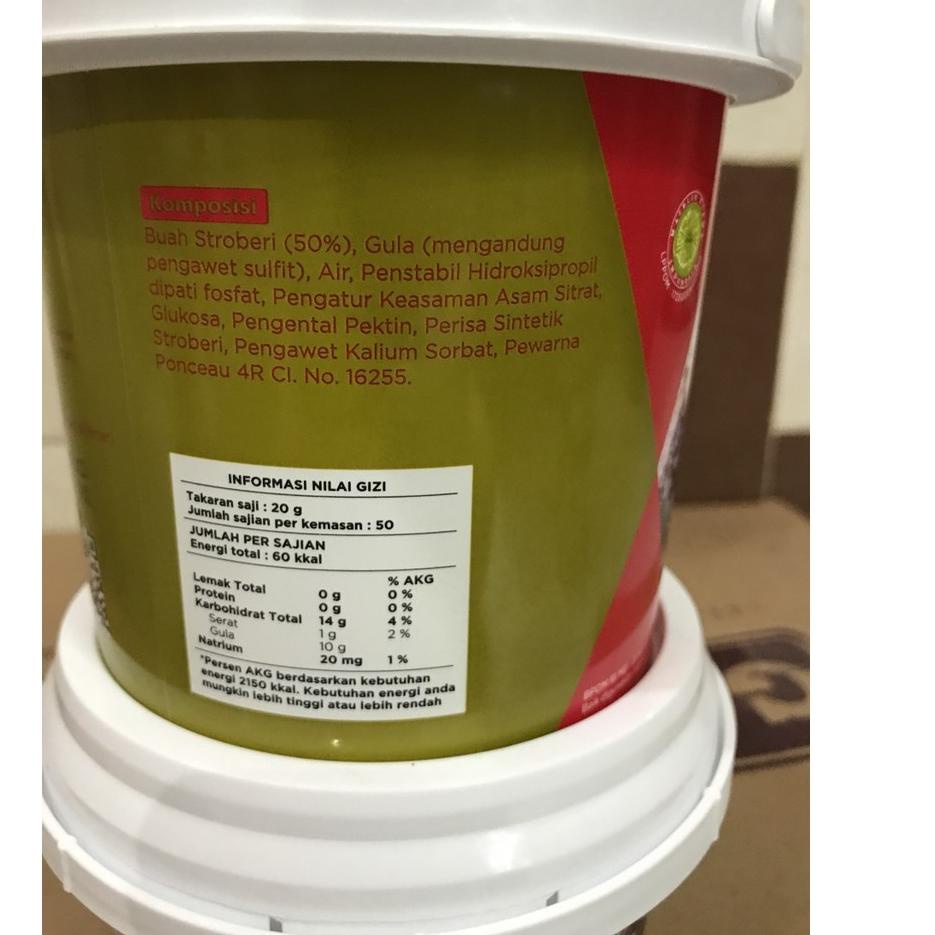 Komposisi
Buah Stroberi (50%), Gula (mengandung
pengawet sulfit), Air, Penstabil Hidroksipropil
dipati fosfat, Pengatur Keasaman Asam Sitrat,
Glukosa, Pengental Pektin, Perisa Sintetik
Stroberi, Pengawet Kalium Sorbat, Pewarna
Ponceau 4R CI. No. 16255.
INFORMASI NILAI GIZI
Takaran saji : 20 g
Jumlah sajian per kemasan : 50
JUMLAH PER SAJIAN
Energi total : 60 kkal
% AKG
Lemak Total 0 g 0 %
Protein 0 g 0 %
Karbohidrat Total 14 g 4 %
Serat 1 g 2 %
Gula 10 g
Natrium 20 mg 1 %
*Persen AKG berdasarkan kebutuhan
energi 2150 kkal. Kebutuhan energi anda
mungkin lebih tinggi atau lebih rendah
LPPOM